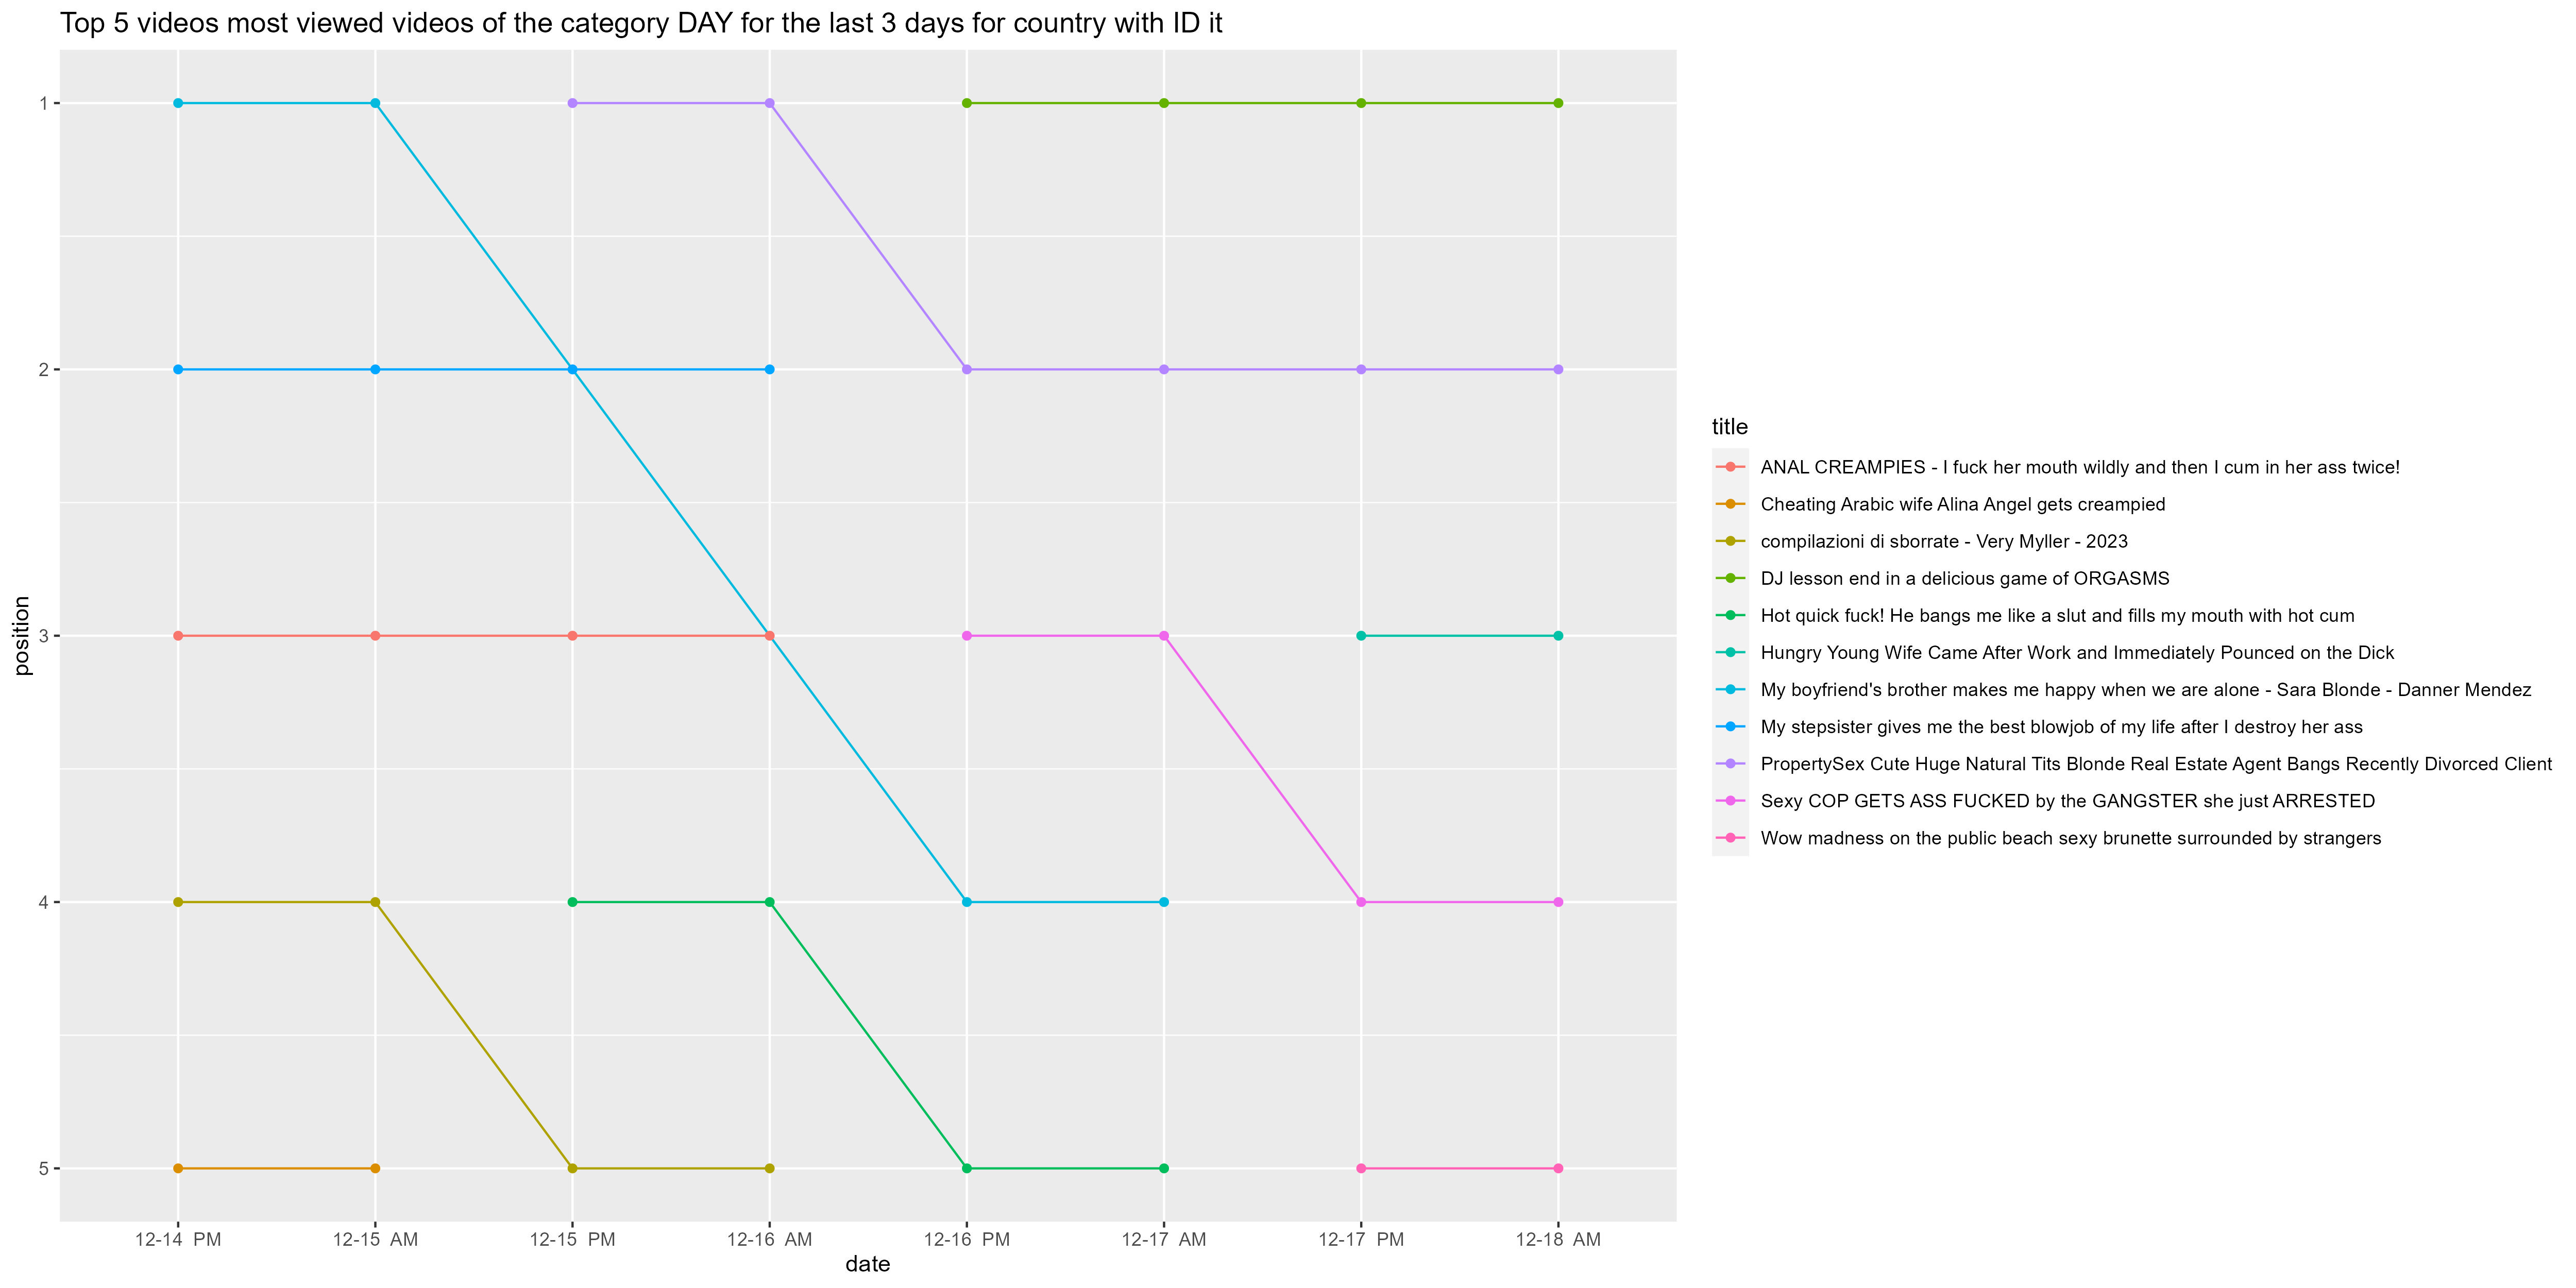 Top 5 videos most viewed videos of the category DAY for the last 3 days for country with ID it
position
1
2
3
4
5
12-14 PM
12-15 AM
12-15 PM
12-16 AM
12-16 PM
12-17 AM
12-17 PM
12-18 AM
date
title
ANAL CREAMPIES - I fuck her mouth wildly and then I cum in her ass twice!
Cheating Arabic wife Alina Angel gets creampied
compilazioni di sborrate - Very Myller - 2023
DJ lesson end in a delicious game of ORGASMS
Hot quick fuck! He bangs me like a slut and fills my mouth with hot cum
Hungry Young Wife Came After Work and Immediately Pounced on the Dick
My boyfriend's brother makes me happy when we are alone - Sara Blonde - Danner Mendez
My stepsister gives me the best blowjob of my life after I destroy her ass
PropertySex Cute Huge Natural Tits Blonde Real Estate Agent Bangs Recently Divorced Client
Sexy COP GETS ASS FUCKED by the GANGSTER she just ARRESTED
Wow madness on the public beach sexy brunette surrounded by strangers